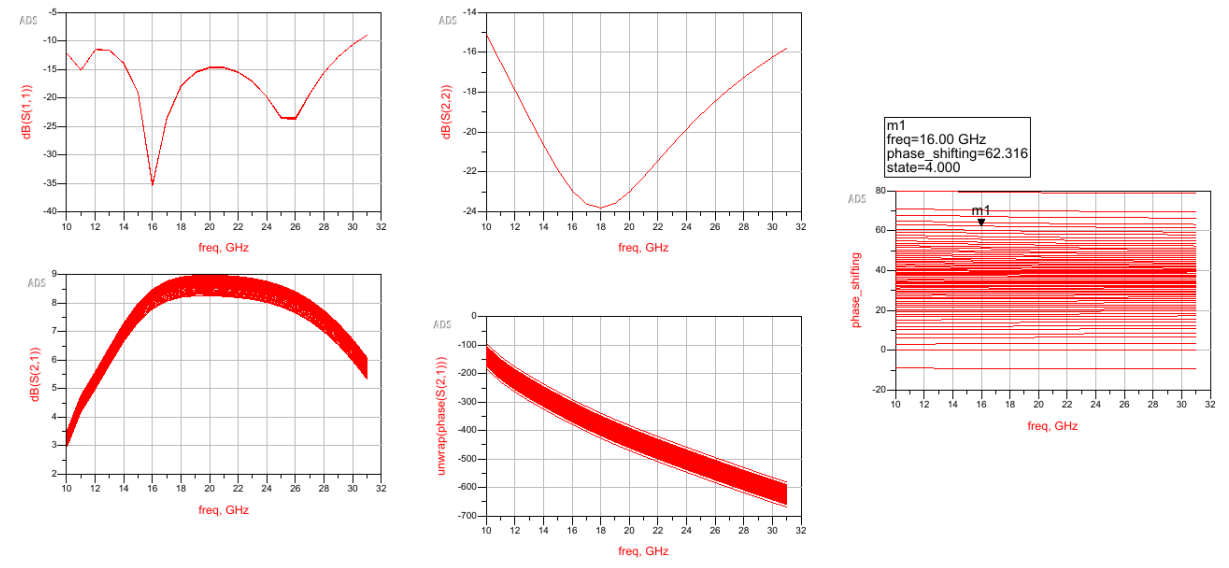 ADS
-5
-10
-15
-20
-25
-30
-35
-40
10 12 14 16 18 20 22 24 26 28 30 32
dB(S(1,1))
freq, GHz
ADS
-14
-16
-18
-20
-22
-24
10 12 14 16 18 20 22 24 26 28 30 32
dB(S(2,2))
freq, GHz
m1
freq=16.00 GHz
phase_shifting=62.316
state=4.000
ADS
80
60
40
20
0
-20
m1
10 12 14 16 18 20 22 24 26 28 30 32
phase_shifting
freq, GHz
ADS
9
8
7
6
5
4
3
2
10 12 14 16 18 20 22 24 26 28 30 32
dB(S(2,1))
freq, GHz
ADS
0
-100
-200
-300
-400
-500
-600
-700
10 12 14 16 18 20 22 24 26 28 30 32
unwrap(phase(S(2,1)))
freq, GHz